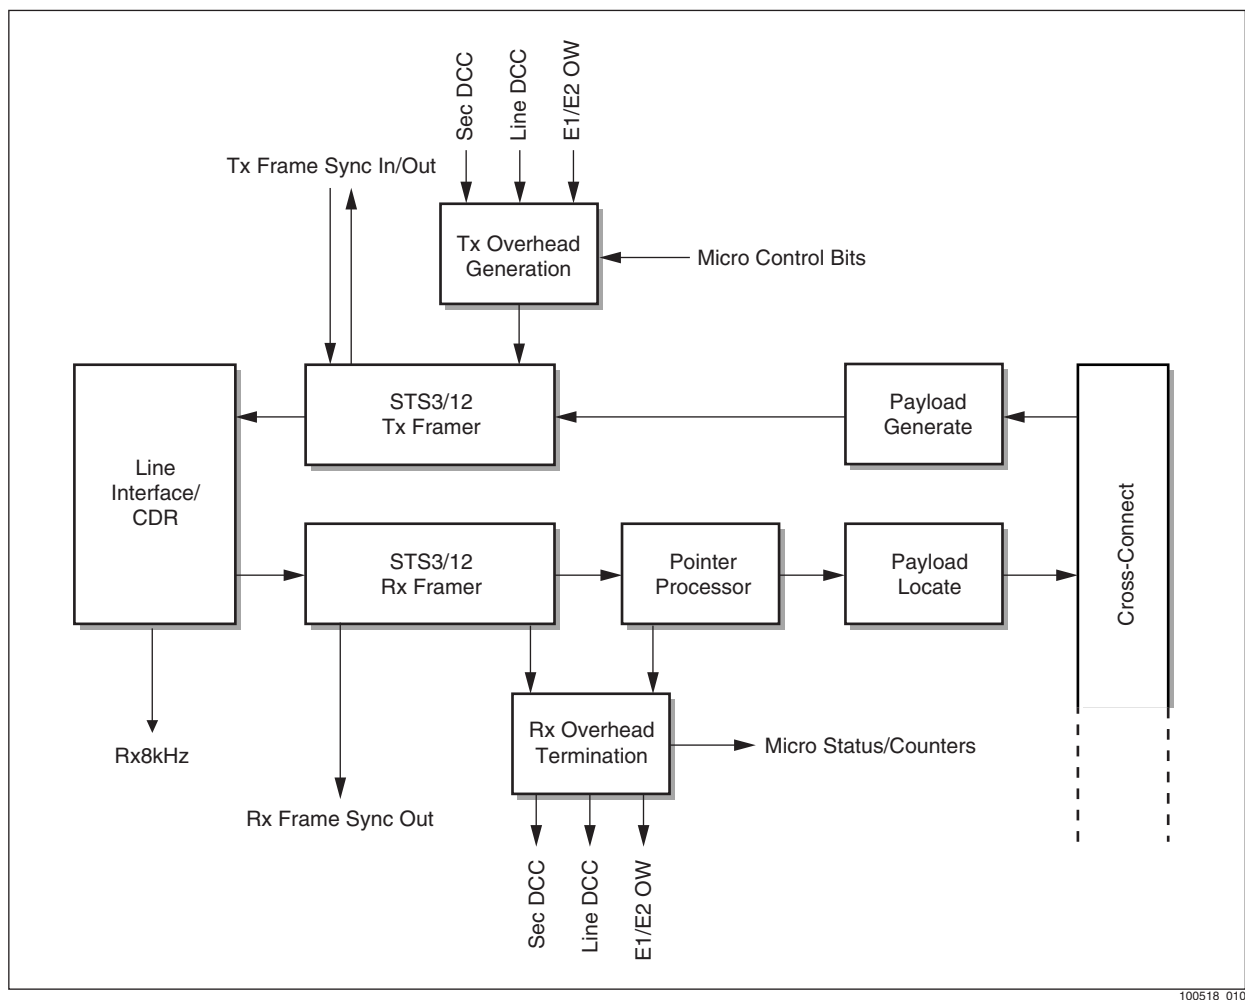 Sec DCC
Line DCC
E1/E2 OW
Tx Frame Sync In/Out
Tx Overhead
Generation
Micro Control Bits
Line
Interface/
CDR
STS3/12
Tx Framer
Payload
Generate
Cross-Connect
STS3/12
Rx Framer
Pointer
Processor
Payload
Locate
Rx8kHz
Rx Frame Sync Out
Rx Overhead
Termination
Micro Status/Counters
Sec DCC
Line DCC
E1/E2 OW
100518_010